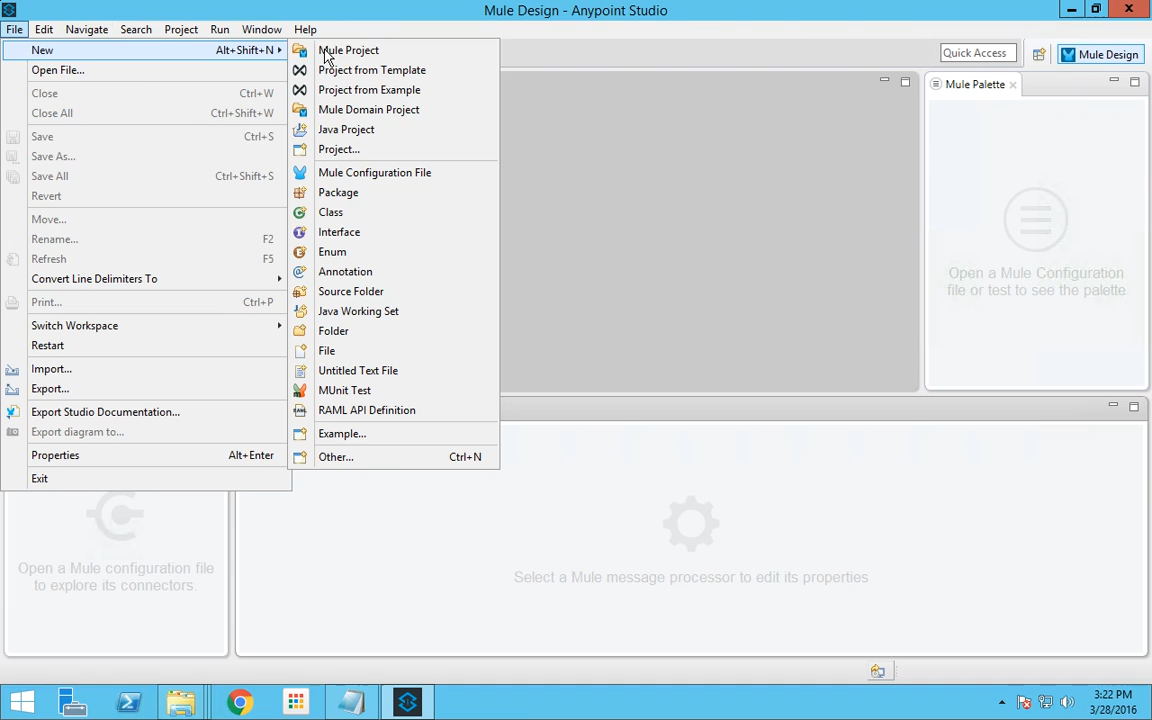 Mule Design - Anypoint Studio
File Edit Navigate Search Project Run Window Help
New Alt+Shift+N
Open File...
Close Ctrl+W
Close All Ctrl+Shift+W
Save Ctrl+S
Save As...
Save All Ctrl+Shift+S
Revert
Move...
Rename... F2
Refresh F5
Convert Line Delimiters To
Print... Ctrl+P
Switch Workspace
Restart
Import...
Export...
Export Studio Documentation...
Export diagram to...
Properties Alt+Enter
Exit
Mule Project
Project from Template
Project from Example
Mule Domain Project
Java Project
Project...
Mule Configuration File
Package
Class
Interface
Enum
Annotation
Source Folder
Java Working Set
Folder
File
Untitled Text File
MUnit Test
RAML API Definition
Example...
Other... Ctrl+N
Quick Access
Mule Design
Mule Palette
Open a Mule Configuration
file or test to see the palette
Open a Mule configuration file
to explore its connectors.
Select a Mule message processor to edit its properties
3:22 PM
3/28/2016